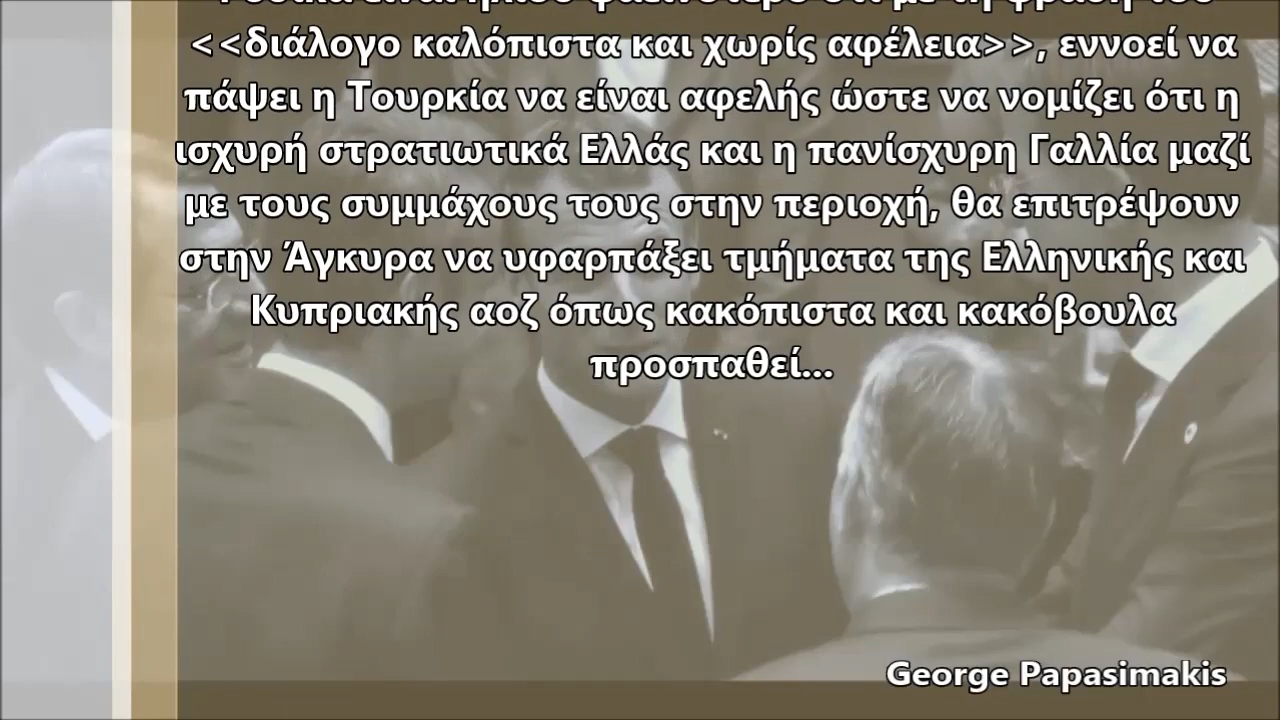 <<διάλογο καλόπιστα και χωρίς αφέλεια>>, εννοεί να
πάψει η Τουρκία να είναι αφελής ώστε να νομίζει ότι η
ισχυρή στρατιωτικά Ελλάς και η πανίσχυρη Γαλλία μαζί
με τους συμμάχους τους στην περιοχή, θα επιτρέψουν
στην Άγκυρα να υφαρπάξει τμήματα της Ελληνικής και
Κυπριακής αοζ όπως κακόπιστα και κακόβουλα
προσπαθεί...
George Papasimakis